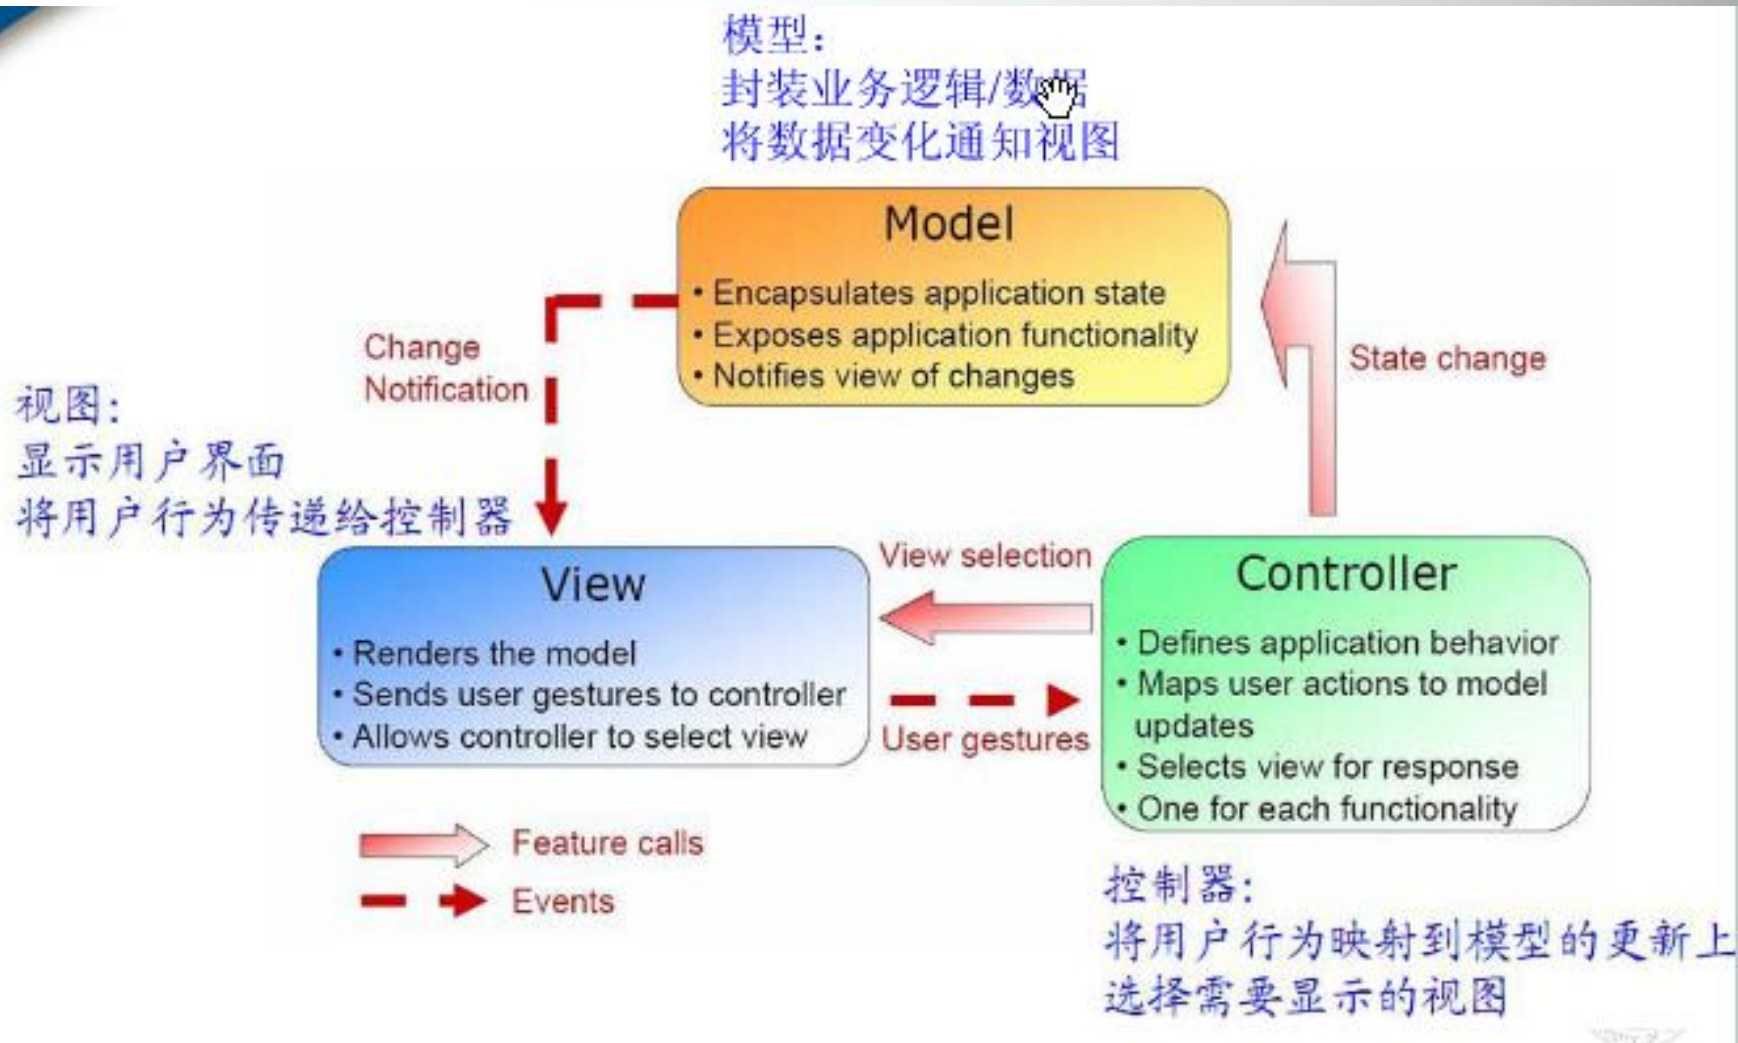 模型：
封装业务逻辑/数据
将数据变化通知视图
Model
• Encapsulates application state
• Exposes application functionality
• Notifies view of changes
Change
Notification
State change
视图：
显示用户界面
将用户行为传递给控制器
View
• Renders the model
• Sends user gestures to controller
• Allows controller to select view
View selection
User gestures
Controller
• Defines application behavior
• Maps user actions to model
updates
• Selects view for response
• One for each functionality
Feature calls
Events
控制器：
将用户行为映射到模型的更新上
选择需要显示的视图